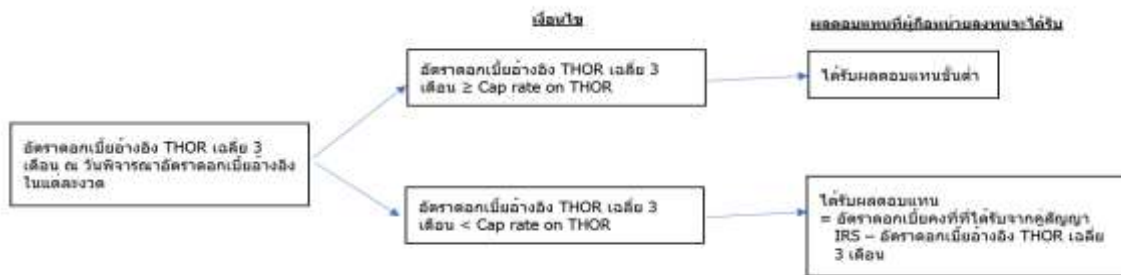 เงื่อนไข
ผลตอบแทนที่ผู้ถือหน่วยลงทุนจะได้รับ
อัตราดอกเบี้ยอ้างอิง THOR เฉลี่ย 3
เดือน ≥ Cap rate on THOR
ได้รับผลตอบแทนขั้นต่ำ
อัตราดอกเบี้ยอ้างอิง THOR เฉลี่ย 3
เดือน ณ วันพิจารณาอัตราดอกเบี้ยอ้างอิง
ในแต่ละงวด
อัตราดอกเบี้ยอ้างอิง THOR เฉลี่ย 3
เดือน < Cap rate on THOR
ได้รับผลตอบแทน
= อัตราดอกเบี้ยคงที่ที่ได้รับจากคู่สัญญา
IRS – อัตราดอกเบี้ยอ้างอิง THOR เฉลี่ย
3 เดือน